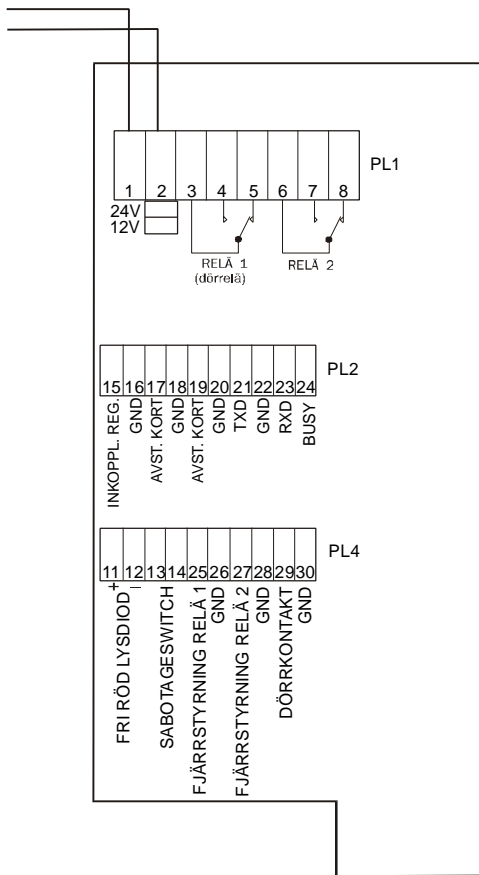 PL1
1 2 3 4 5 6 7 8
24V
12V
RELÄ 1
(dörrelä)
RELÄ 2
PL2
15 16 17 18 19 20 21 22 23 24
INKOPPL. REG.
GND
AVST. KORT
GND
AVST. KORT
GND
TXD
GND
RXD
BUSY
PL4
11 12 13 14 25 26 27 28 29 30
+
–
FRI RÖD LYSDIOD
SABOTAGESWITCH
FJÄRRSTYRNING RELÄ 1
GND
FJÄRRSTYRNING RELÄ 2
GND
DÖRRKONTAKT
GND